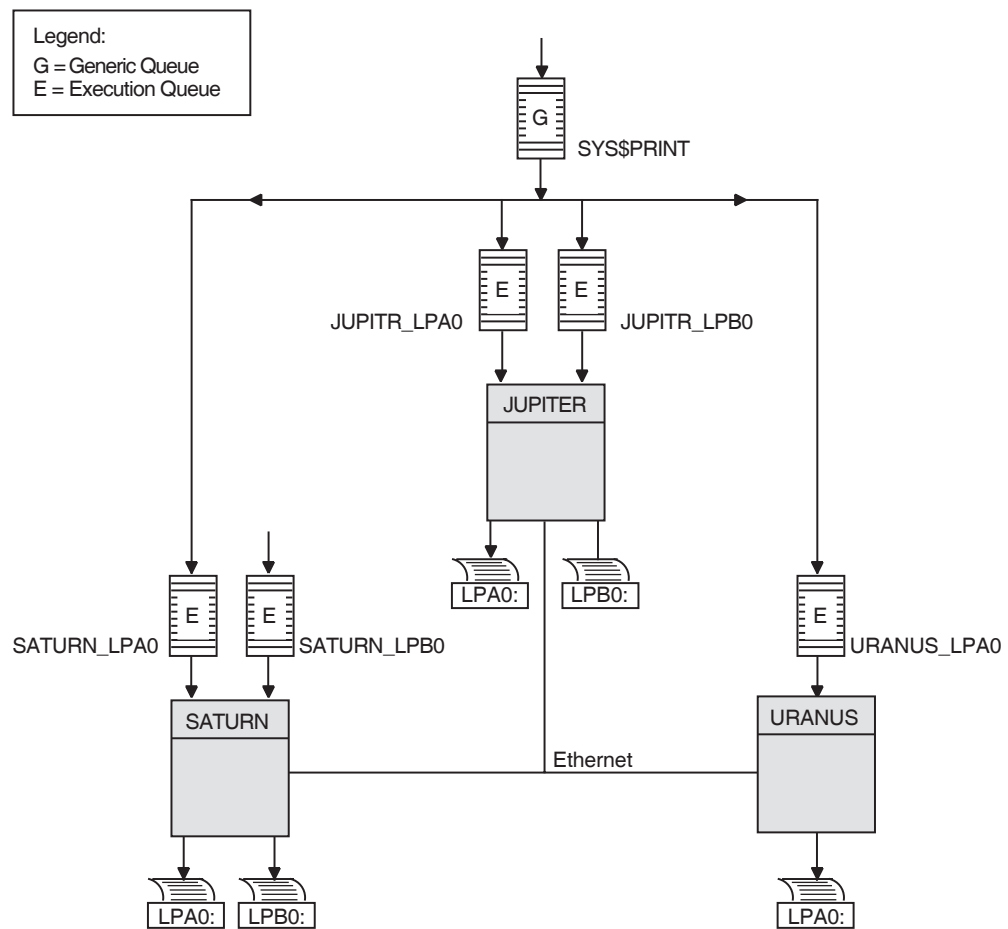 Legend:
G = Generic Queue
E = Execution Queue
G
SYS$PRINT
E
E
JUPITR_LPA0
JUPITR_LPB0
JUPITER
LPA0:
LPB0:
E
E
E
SATURN_LPA0
SATURN_LPB0
URANUS_LPA0
SATURN
URANUS
Ethernet
LPA0:
LPB0:
LPA0: